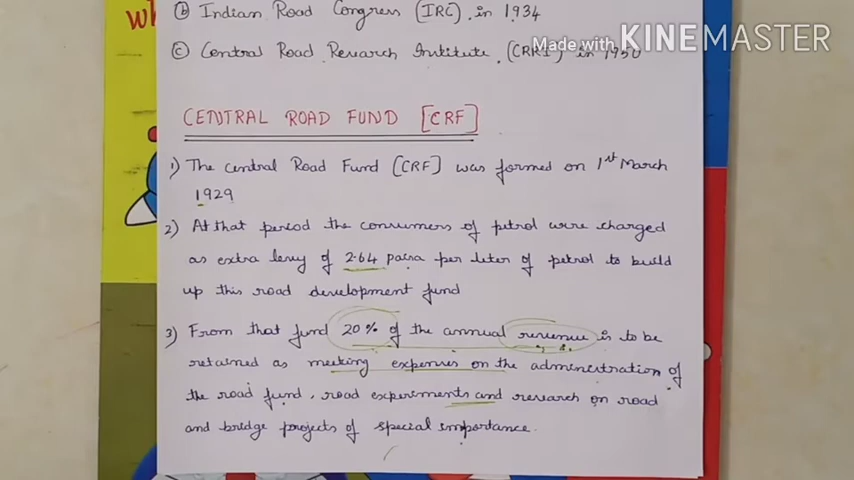 wh
ⓑ Indian Road Congress (IRC) in 1934
Made with KINEMASTER
ⓒ Central Road Research Institute (CRRI) in 1950
CENTRAL ROAD FUND [CRF]
1) The central Road Fund [CRF] was formed on 1st March
1929
2) At that period the consumers of petrol were charged
as extra levy of 2.64 paisa per liter of petrol to build
up this road development fund
3) From that fund 20% of the annual revenue is to be
retained as meeting expenses on the administration of
the road fund, road experiments and research on road
and bridge projects of special importance.